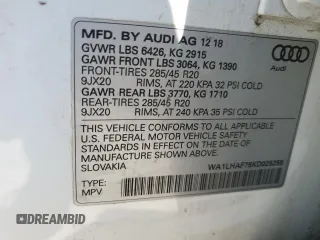 MFD. BY AUDI AG 12 18
GVWR LBS 6426, KG 2915
GAWR FRONT LBS 3064, KG 1390
FRONT-TIRES 285/45 R20
9JX20 RIMS, AT 220 KPA 32 PSI COLD
GAWR REAR LBS 3770, KG 1710
REAR-TIRES 285/45 R20
9JX20 RIMS, AT 240 KPA 35 PSI COLD
Audi
THIS VEHICLE CONFORMS TO ALL APPLICABLE
U.S. FEDERAL MOTOR VEHICLE SAFETY
STANDARDS IN EFFECT ON THE DATE OF
MANUFACTURE SHOWN ABOVE.
SLOVAKIA
TYPE:
MPV
AUTOBIDMASTER